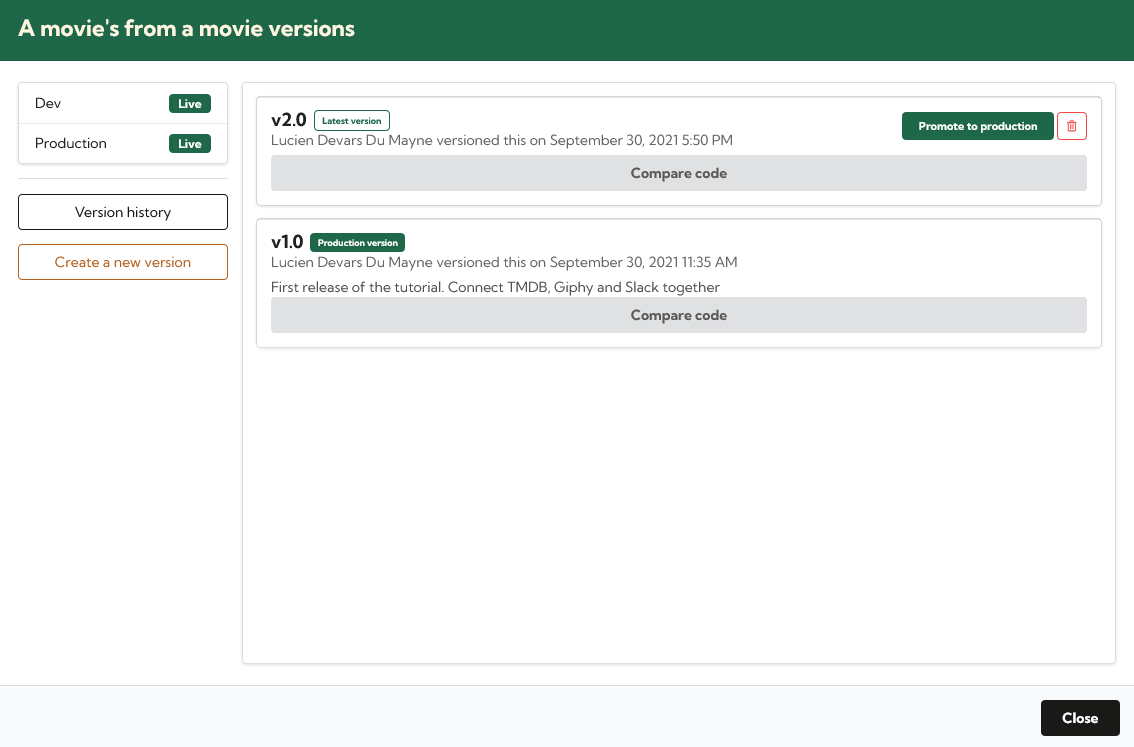 A movie's from a movie versions
Dev
Live
Production
Live
Version history
Create a new version
v2.0 Latest version
Lucien Devars Du Mayne versioned this on September 30, 2021 5:50 PM
Promote to production
Compare code
v1.0 Production version
Lucien Devars Du Mayne versioned this on September 30, 2021 11:35 AM
First release of the tutorial. Connect TMDB, Giphy and Slack together
Compare code
Close